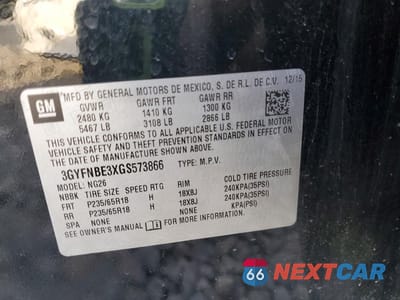 MFD BY GENERAL MOTORS DE MEXICO, S. DE R.L. DE C.V. 12/15
GM
GVWR GAWR FRT GAWR RR
2480 KG 1410 KG 1300 KG
5467 LB 3108 LB 2866 LB
THIS VEHICLE CONFORMS TO ALL APPLICABLE U.S. FEDERAL MOTOR
VEHICLE SAFETY AND THEFT PREVENTION STANDARDS IN EFFECT ON
THE DATE OF MANUFACTURE SHOWN ABOVE.
3GYFNBE3XGS573866 TYPE: M.P.V.
MODEL: NG26
NBBK TIRE SIZE SPEED RTG RIM COLD TIRE PRESSURE
FRT P235/65R18 H 18X8J 240KPA(35PSI)
RR P235/65R18 H 18X8J 240KPA(35PSI)
SPA NONE NONE NONE KPA(PSI)
SEE OWNER'S MANUAL FOR MORE INFORMATION.
66 NEXTCAR